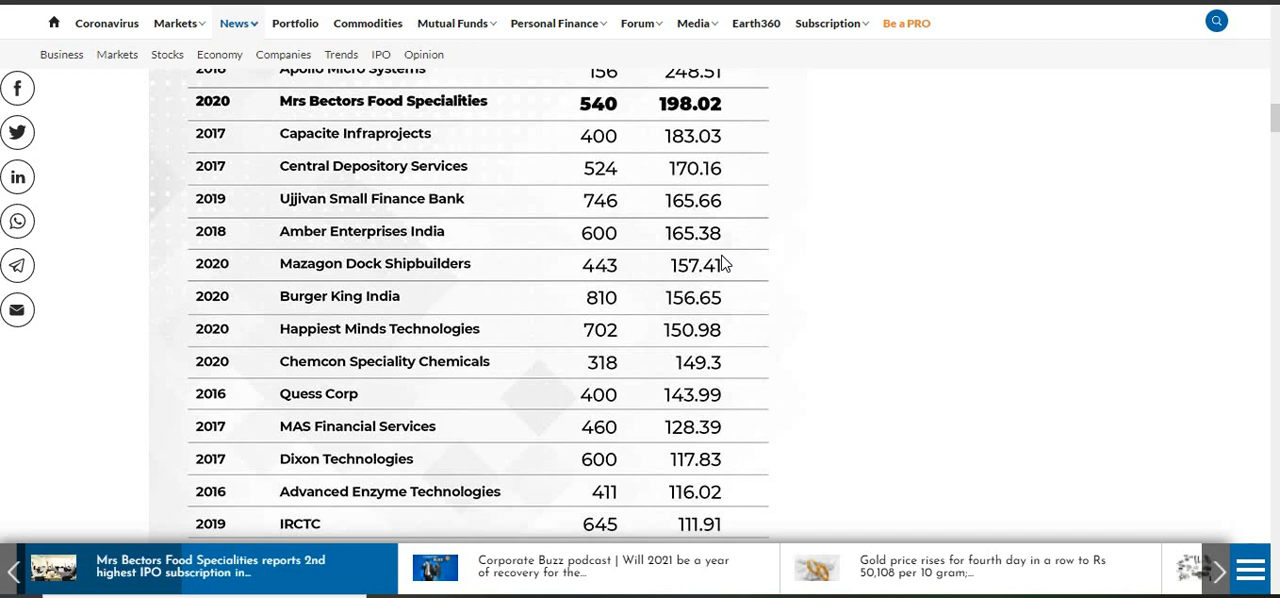 Coronavirus Markets News Portfolio Commodities Mutual Funds Personal Finance Forum Media Earth360 Subscription Be a PRO
Business Markets Stocks Economy Companies Trends IPO Opinion
2018 Apollo Micro Systems 156 248.51
2020 Mrs Bectors Food Specialities 540 198.02
2017 Capacite Infraprojects 400 183.03
2017 Central Depository Services 524 170.16
2019 Ujjivan Small Finance Bank 746 165.66
2018 Amber Enterprises India 600 165.38
2020 Mazagon Dock Shipbuilders 443 157.41
2020 Burger King India 810 156.65
2020 Happiest Minds Technologies 702 150.98
2020 Chemcon Speciality Chemicals 318 149.3
2016 Quess Corp 400 143.99
2017 MAS Financial Services 460 128.39
2017 Dixon Technologies 600 117.83
2016 Advanced Enzyme Technologies 411 116.02
2019 IRCTC 645 111.91
Mrs Bectors Food Specialities reports 2nd
highest IPO subscription in...
Corporate Buzz podcast | Will 2021 be a year
of recovery for the...
Gold price rises for fourth day in a row to Rs
50,108 per 10 gram;...